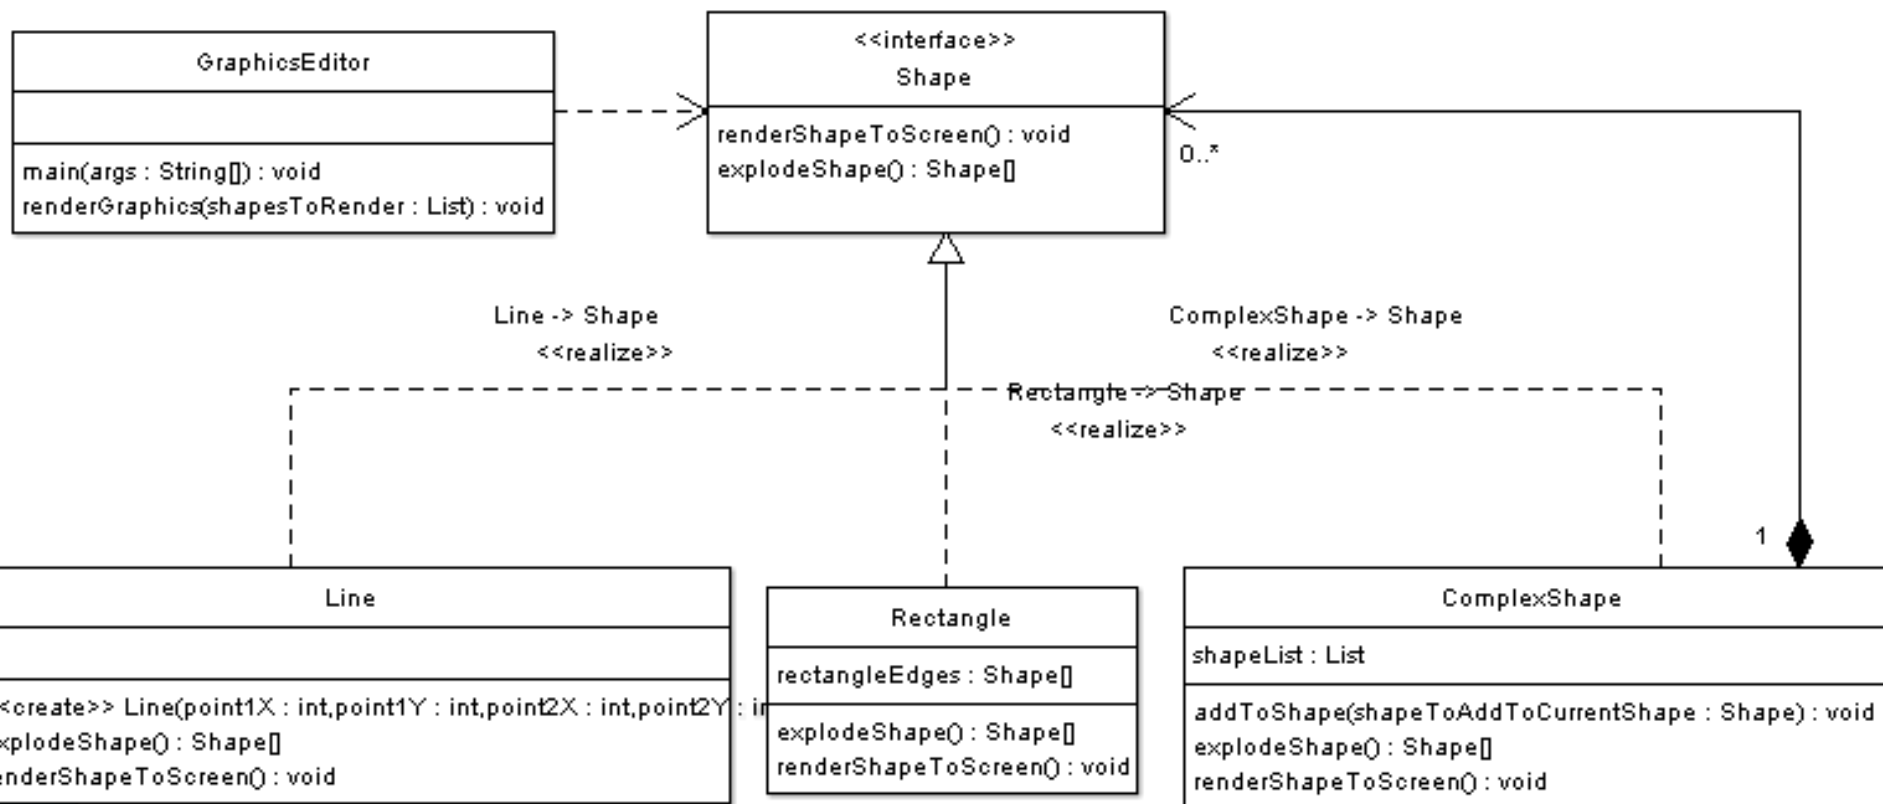 GraphicsEditor
main(args : String[]) : void
renderGraphics(shapesToRender : List) : void
<<interface>>
Shape
renderShapeToScreen() : void
explodeShape() : Shape[]
0..*
Line -> Shape
<<realize>>
ComplexShape -> Shape
<<realize>>
Rectangle -> Shape
<<realize>>
1
Line
<create>> Line(point1X : int,point1Y : int,point2X : int,point2Y : in
xplodeShape() : Shape[]
enderShapeToScreen() : void
Rectangle
rectangleEdges : Shape[]
explodeShape() : Shape[]
renderShapeToScreen() : void
ComplexShape
shapeList : List
addToShape(shapeToAddToCurrentShape : Shape) : void
explodeShape() : Shape[]
renderShapeToScreen() : void